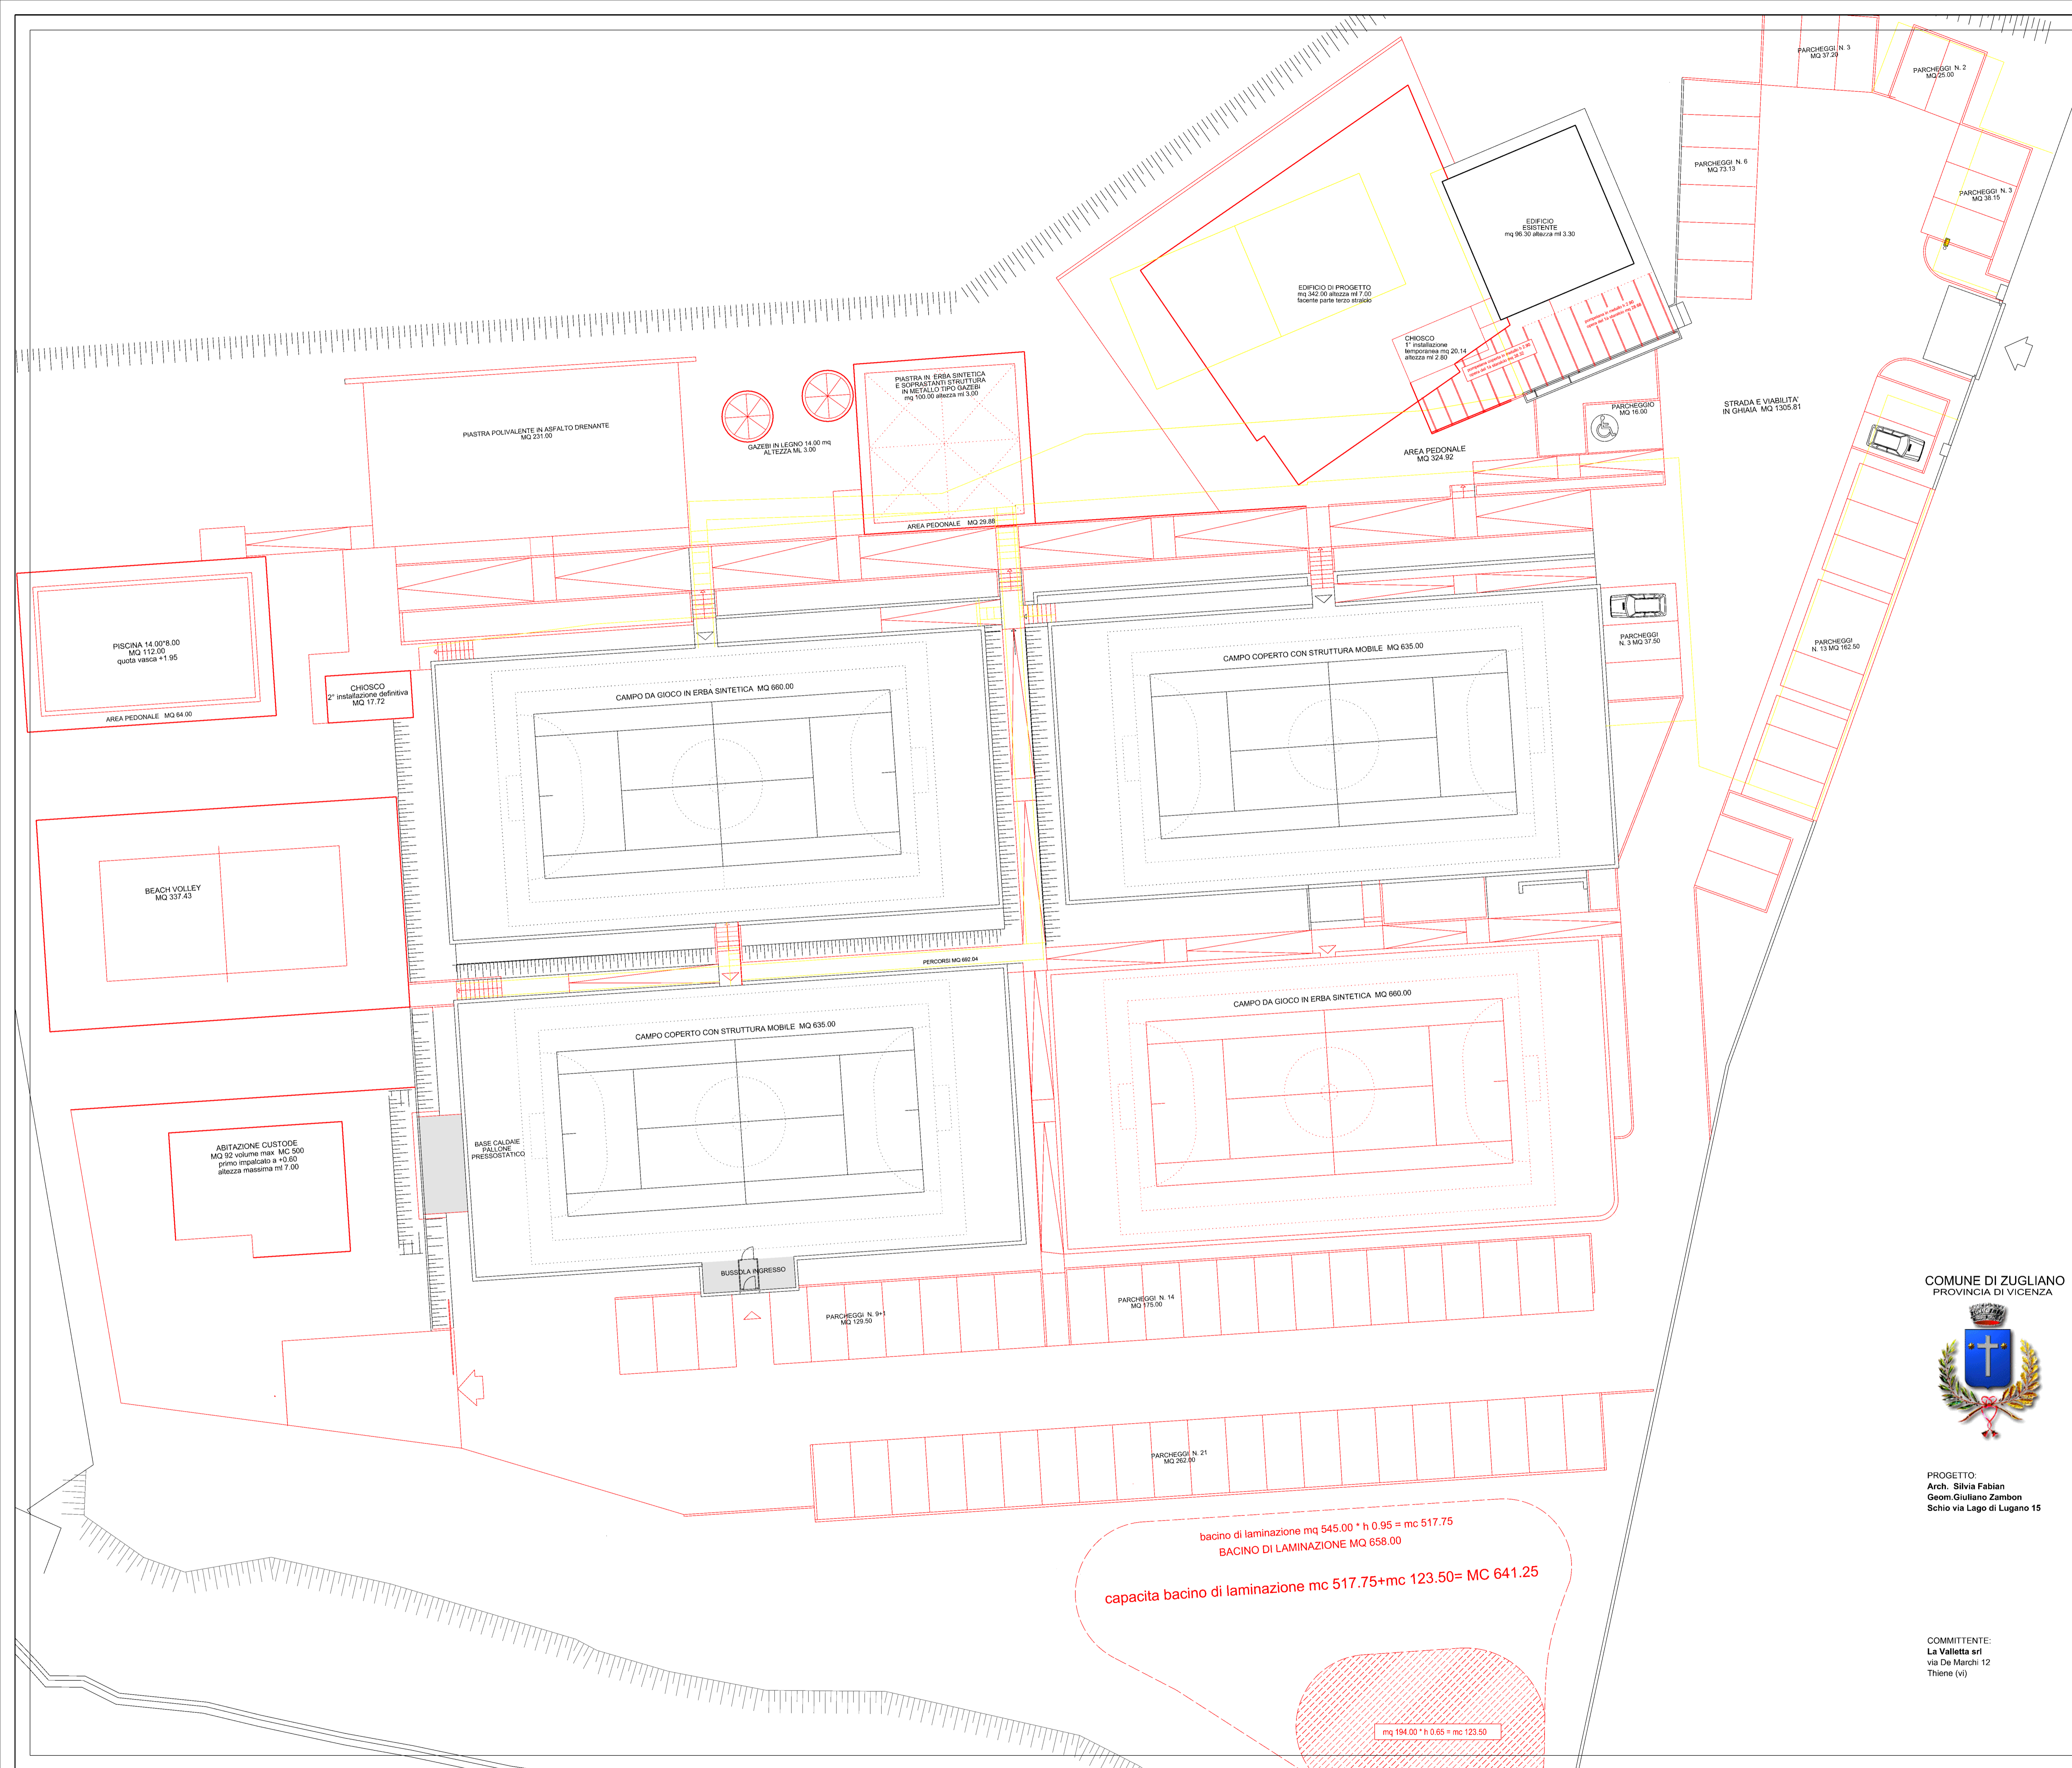 PARCHEGGI N. 3
MQ 37.20
PARCHEGGI N. 2
MQ 25.00
PARCHEGGI N. 6
MQ 73.13
PARCHEGGI N. 3
MQ 38.15
EDIFICIO
ESISTENTE
mq 96.30 altezza ml 3.30
EDIFICIO DI PROGETTO
mq 342.00 altezza ml 7.00
facente parte terzo stralcio
CHIOSCO
1° installazione
temporanea mq 20.14
altezza ml 2.80
PIASTRA IN ERBA SINTETICA
E SOPRASTANTI STRUTTURA
IN METALLO TIPO GAZEBI
mq 100.00 altezza ml 3.00
PIASTRA POLIVALENTE IN ASFALTO DRENANTE
MQ 231.00
GAZEBI IN LEGNO 14.00 mq
ALTEZZA ML 3.00
PARCHEGGIO
MQ 16.00
STRADA E VIABILITA'
IN GHIAIA MQ 1305.81
AREA PEDONALE
MQ 324.92
AREA PEDONALE MQ 29.88
PISCINA 14.00*8.00
MQ 112.00
quota vasca +1.95
AREA PEDONALE MQ 64.00
CHIOSCO
2° installazione definitiva
MQ 17.72
CAMPO DA GIOCO IN ERBA SINTETICA MQ 660.00
CAMPO COPERTO CON STRUTTURA MOBILE MQ 635.00
PARCHEGGI
N. 3 MQ 37.50
PARCHEGGI
N. 13 MQ 162.50
BEACH VOLLEY
MQ 337.43
PERCORSI MQ 692.04
CAMPO COPERTO CON STRUTTURA MOBILE MQ 635.00
CAMPO DA GIOCO IN ERBA SINTETICA MQ 660.00
ABITAZIONE CUSTODE
MQ 92 volume max MC 500
primo impalcato a +0.60
altezza massima ml 7.00
BASE CALDAIE
PALLONE
PRESSOSTATICO
BUSSOLA INGRESSO
PARCHEGGI N. 9+1
MQ 129.50
PARCHEGGI N. 14
MQ 175.00
PARCHEGGI N. 21
MQ 262.00
bacino di laminazione mq 545.00 * h 0.95 = mc 517.75
BACINO DI LAMINAZIONE MQ 658.00
capacita bacino di laminazione mc 517.75+mc 123.50= MC 641.25
mq 194.00 * h 0.65 = mc 123.50
COMUNE DI ZUGLIANO
PROVINCIA DI VICENZA
PROGETTO:
Arch. Silvia Fabian
Geom.Giuliano Zambon
Schio via Lago di Lugano 15
COMMITTENTE:
La Valletta srl
via De Marchi 12
Thiene (vi)